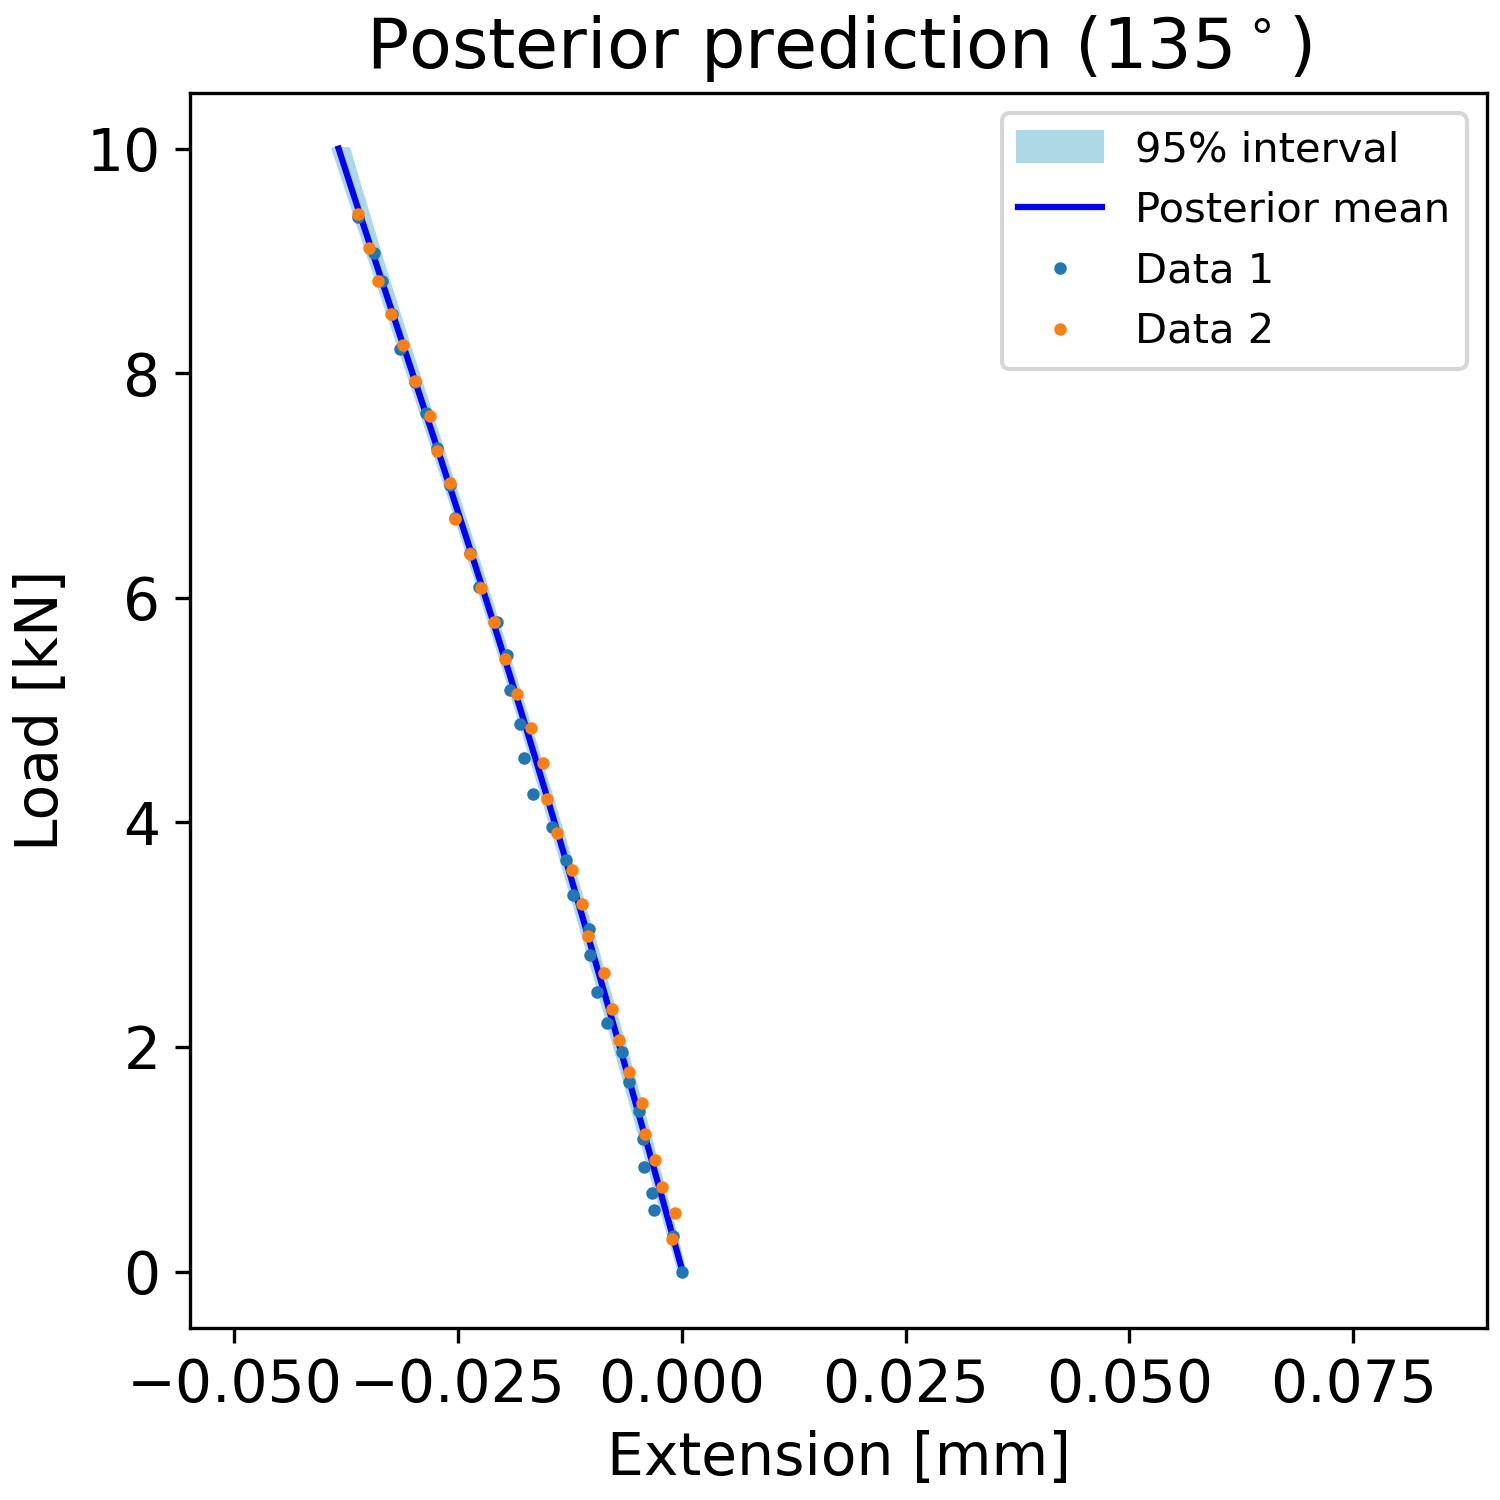 Posterior prediction (135°)
95% interval
Posterior mean
Data 1
Data 2
10
8
6
4
2
0
Load [kN]
−0.050 −0.025 0.000 0.025 0.050 0.075
Extension [mm]